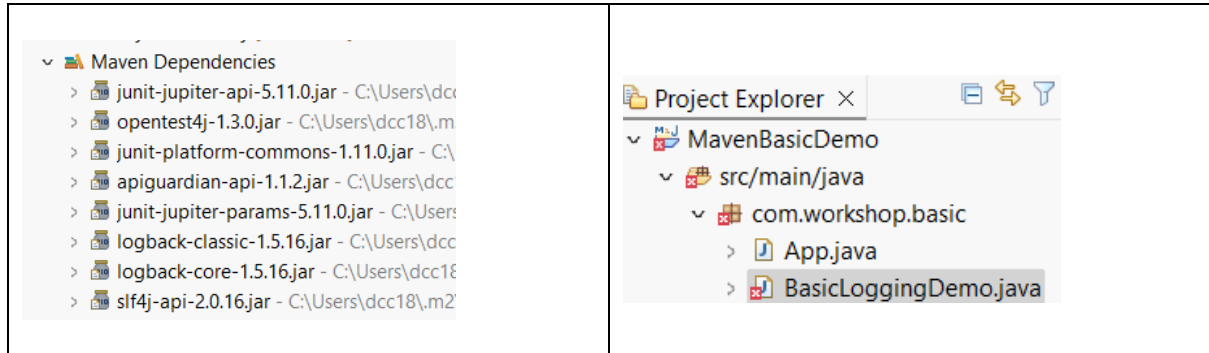 Maven Dependencies
junit-jupiter-api-5.11.0.jar - C:\Users\dcc
opentest4j-1.3.0.jar - C:\Users\dcc18\.m.
junit-platform-commons-1.11.0.jar - C:\
apiguardian-api-1.1.2.jar - C:\Users\dcc
junit-jupiter-params-5.11.0.jar - C:\Users
logback-classic-1.5.16.jar - C:\Users\dcc
logback-core-1.5.16.jar - C:\Users\dcc18
slf4j-api-2.0.16.jar - C:\Users\dcc18\.m2\
Project Explorer
MavenBasicDemo
src/main/java
com.workshop.basic
App.java
BasicLoggingDemo.java